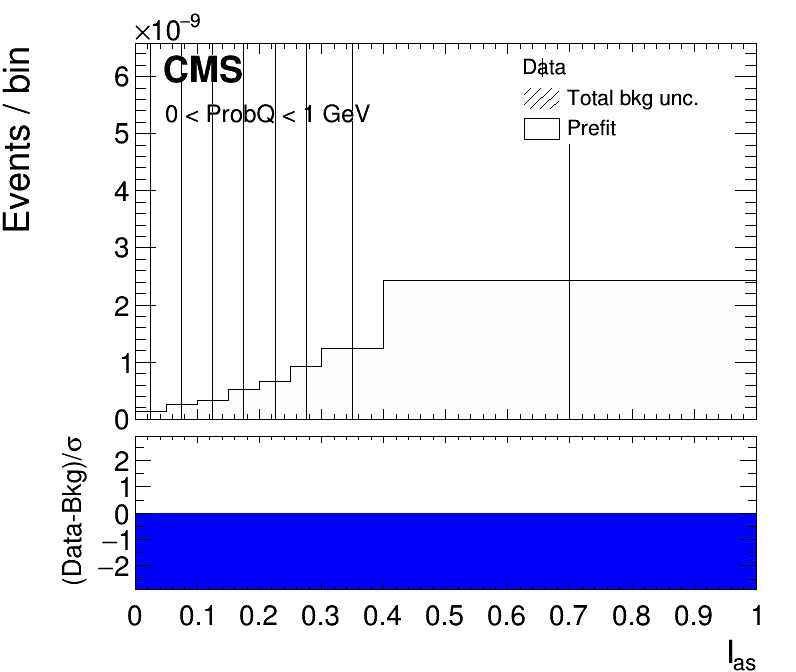 ×10⁻⁹
Events / bin
CMS
0 < ProbQ < 1 GeV
Data
Total bkg unc.
Prefit
6
5
4
3
2
1
0
(Data-Bkg)/σ
2
1
0
−1
−2
0 0.1 0.2 0.3 0.4 0.5 0.6 0.7 0.8 0.9 1
I_as